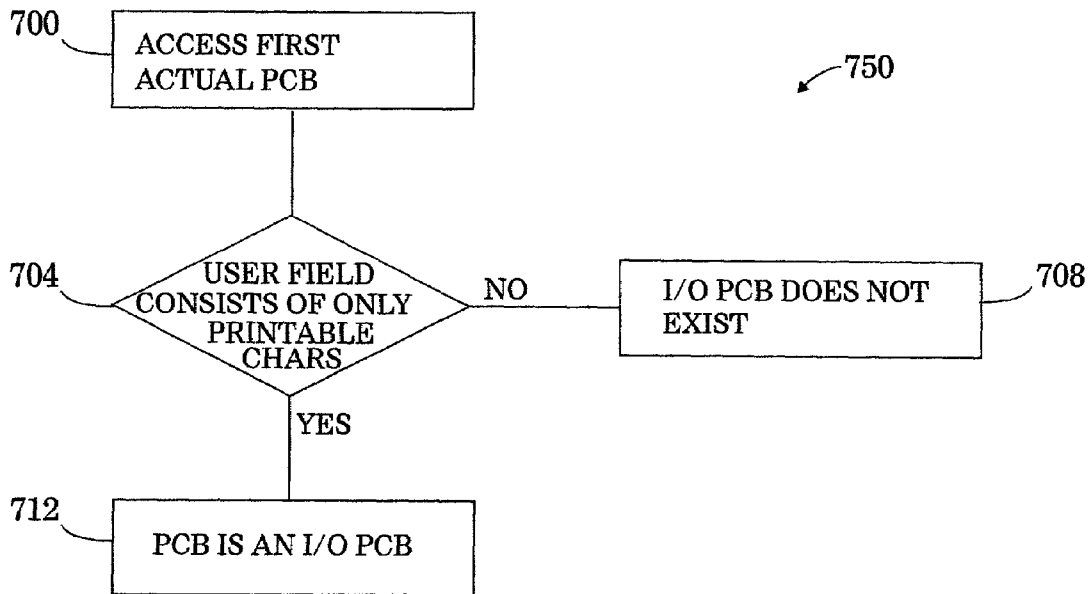 700
ACCESS FIRST
ACTUAL PCB
750
704
USER FIELD
CONSISTS OF ONLY
PRINTABLE
CHARS
NO
I/O PCB DOES NOT
EXIST
708
YES
712
PCB IS AN I/O PCB